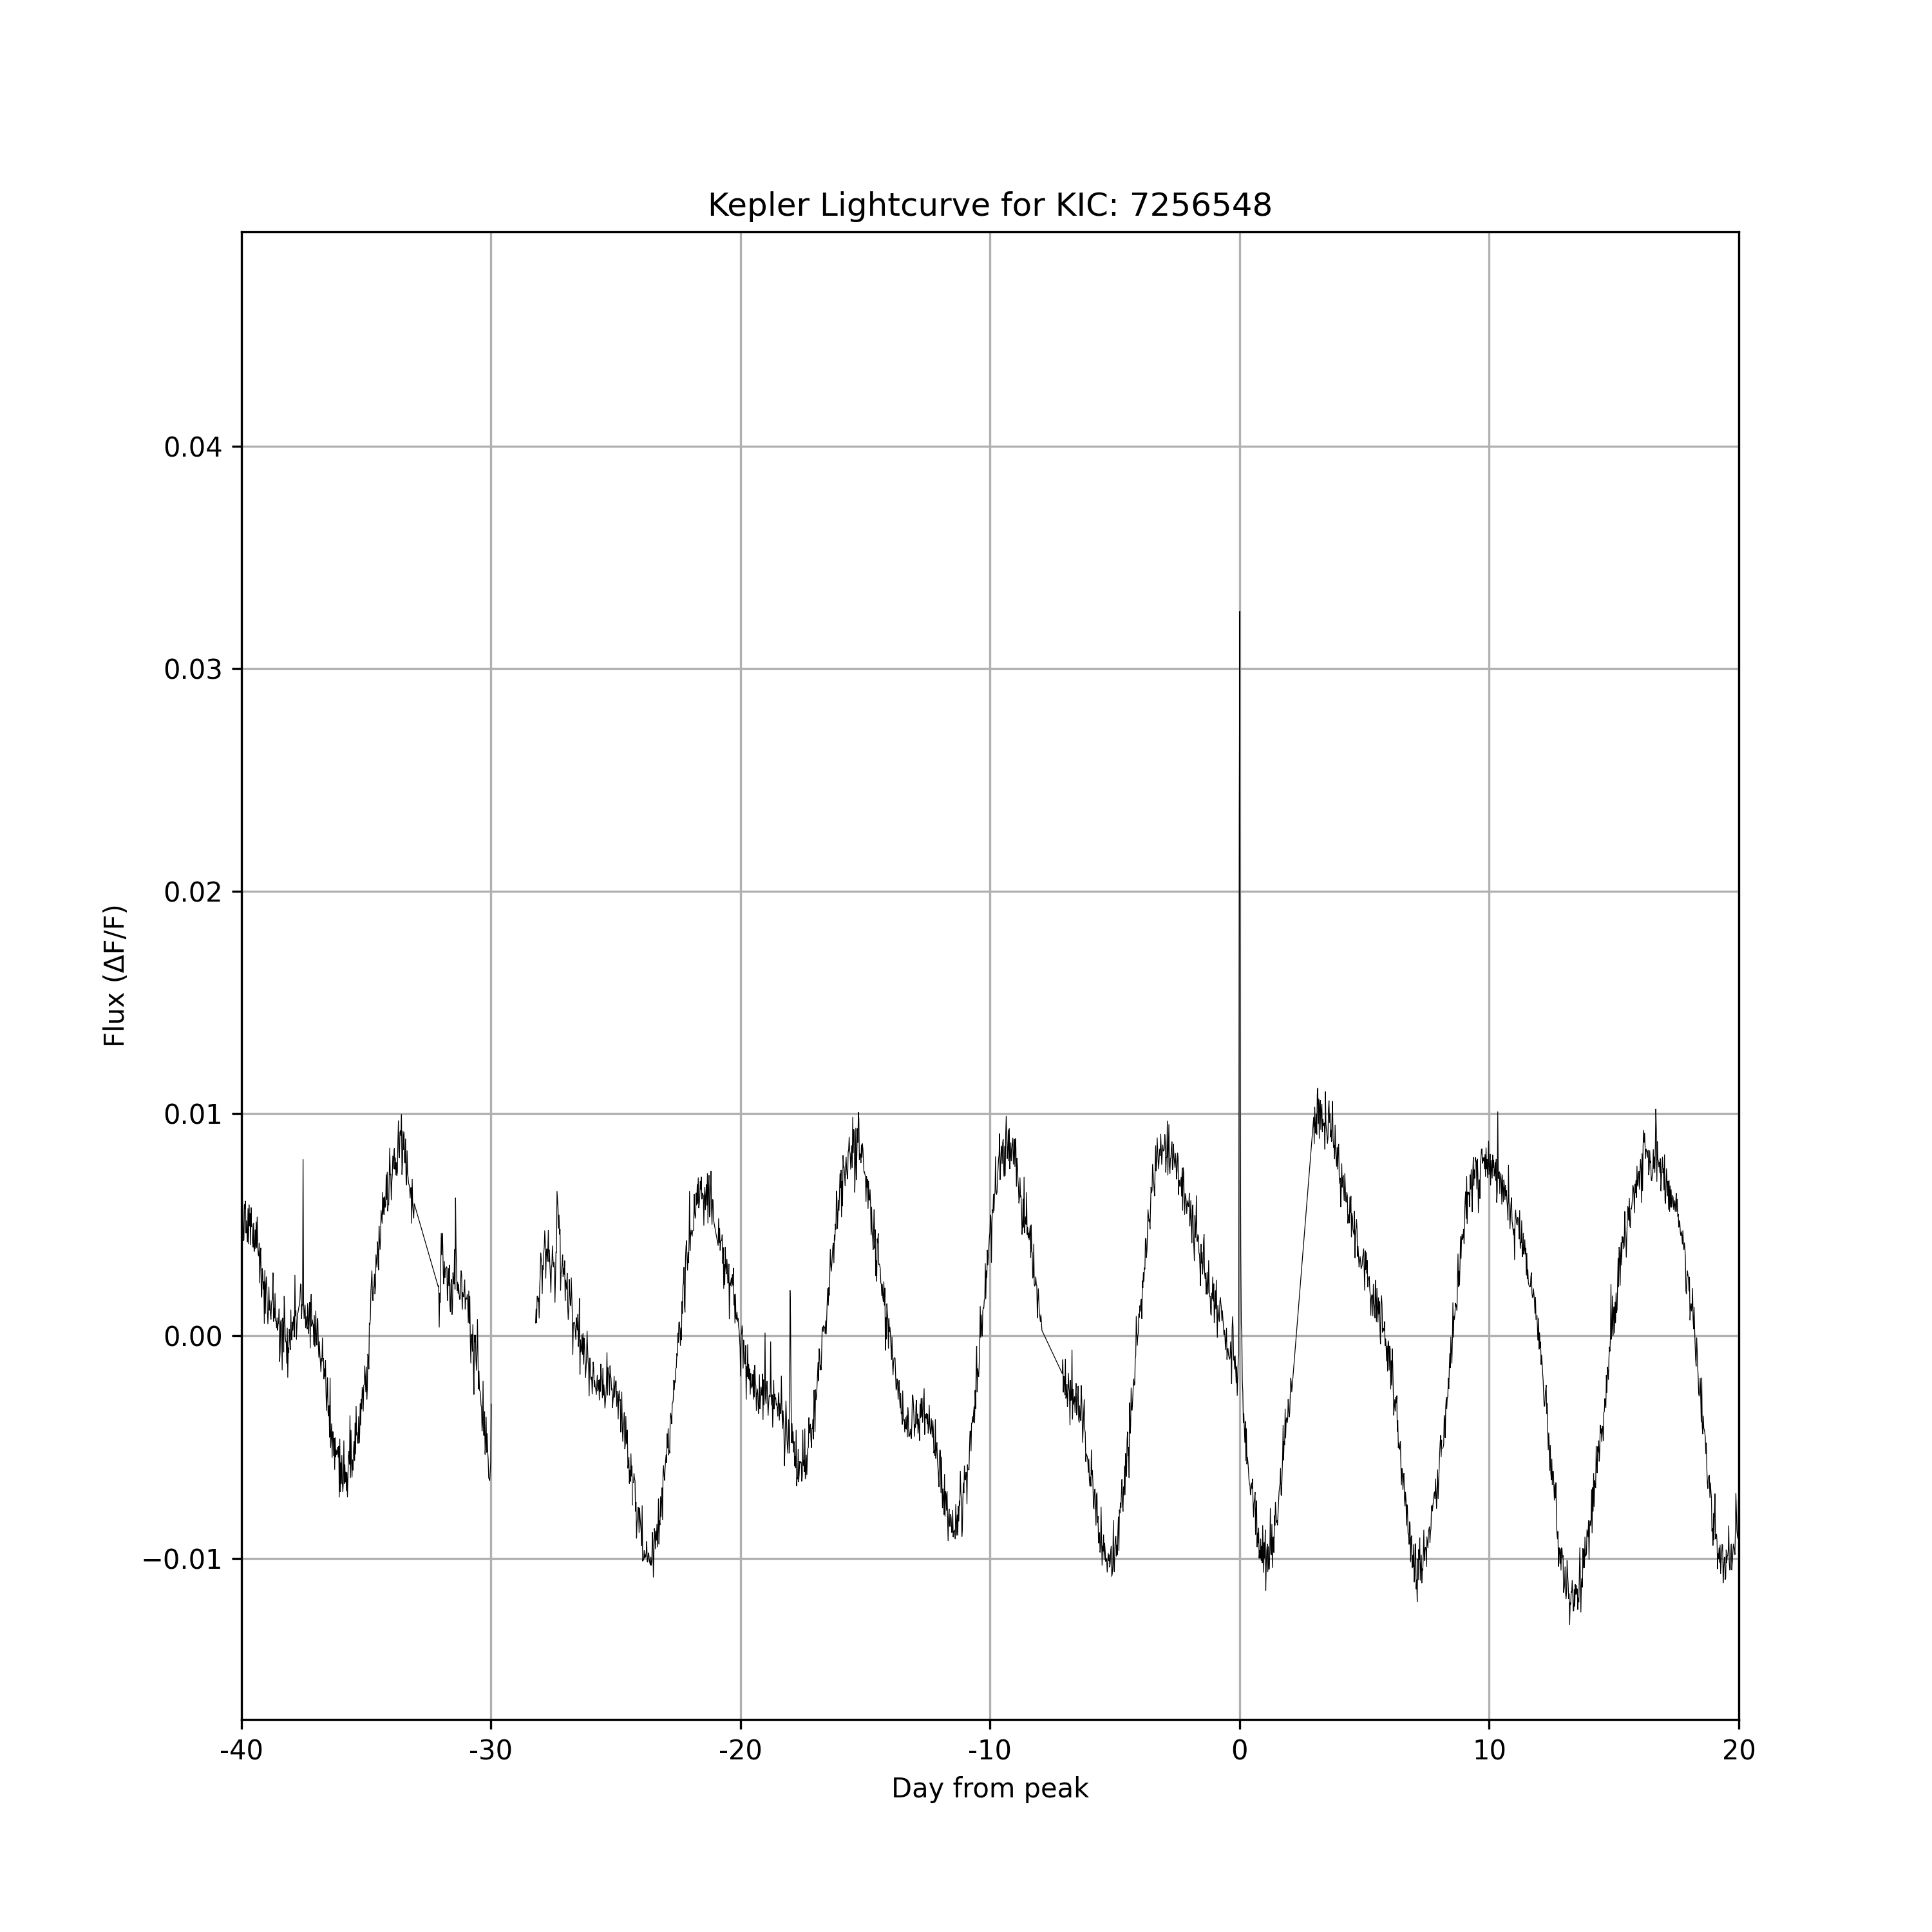 Kepler Lightcurve for KIC: 7256548
Flux (ΔF/F)
0.04
0.03
0.02
0.01
0.00
−0.01
-40 -30 -20 -10 0 10 20
Day from peak